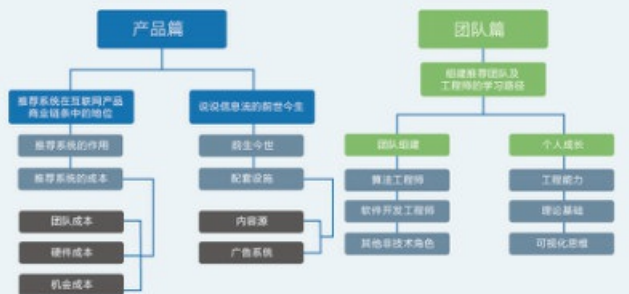 产品篇
推荐系统在互联网产品
商业链条中的地位
推荐系统的作用
推荐系统的成本
团队成本
硬件成本
机会成本
说说信息流的前世今生
前生今世
配套设施
内容源
广告系统
团队篇
组建推荐团队及
工程师的学习路径
团队组建
算法工程师
软件开发工程师
其他非技术角色
个人成长
工程能力
理论基础
可视化思维